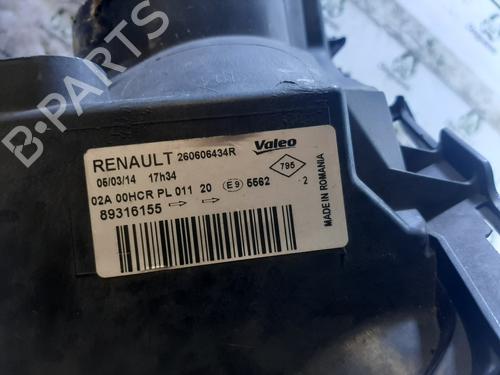 B-PARTS
RENAULT 260606434R Valeo
06/03/14 17h34 795
02A 00HCR PL 011 20 E9 5562 2
89316155
MADE IN ROMANIA